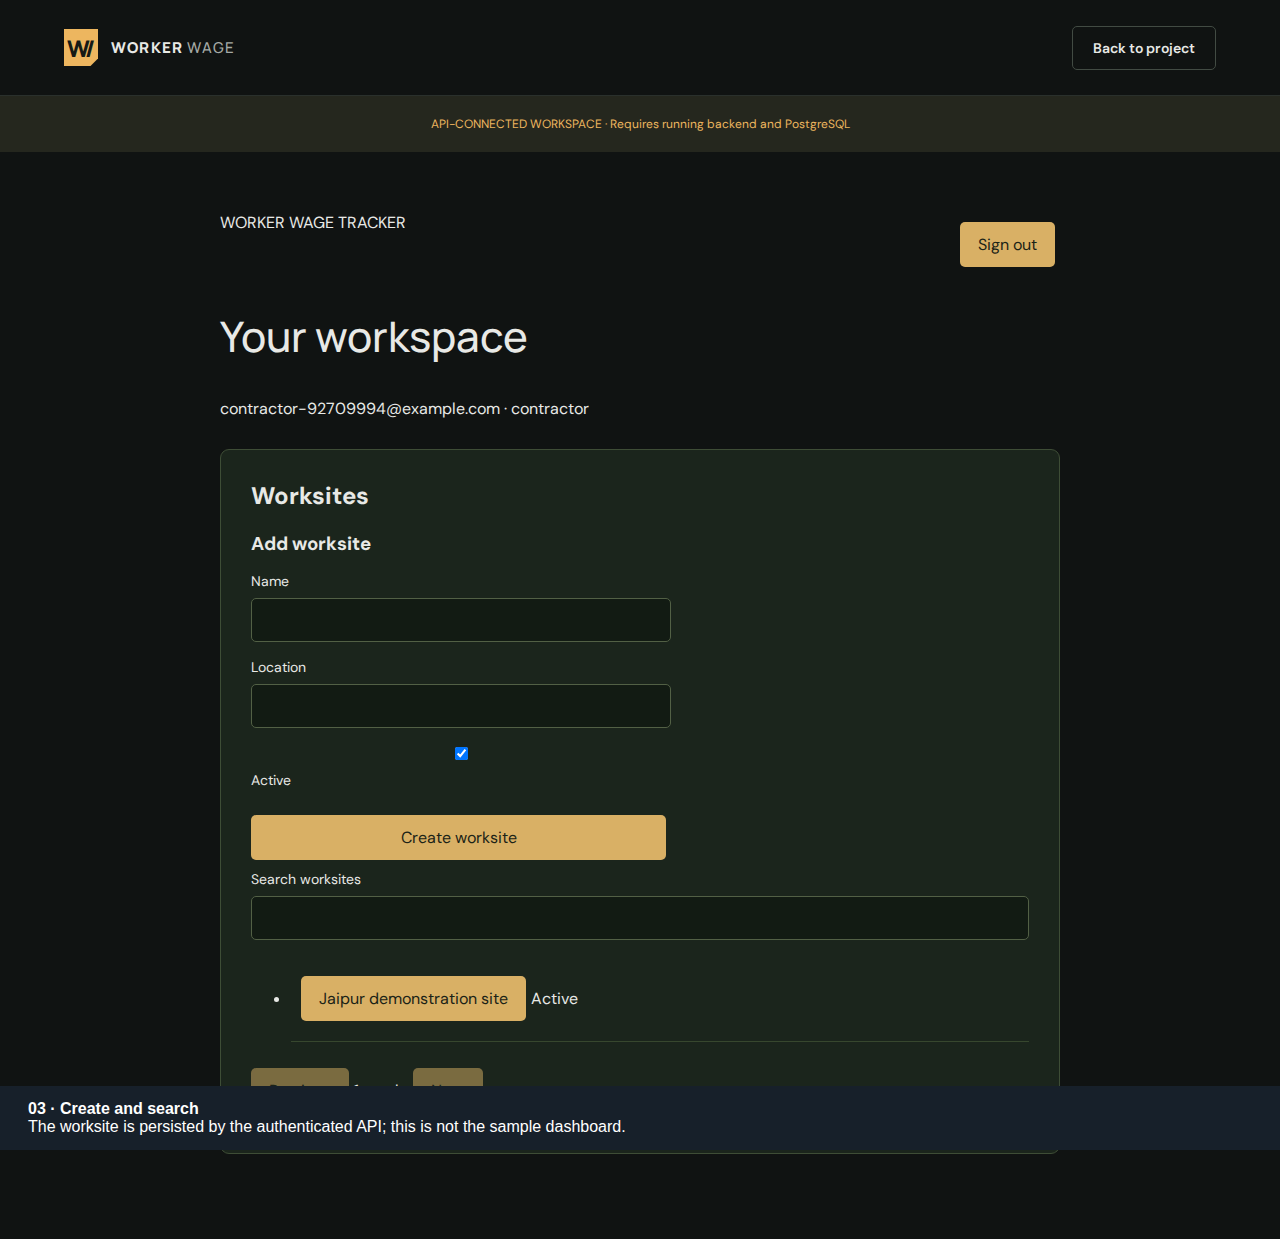 W/ WORKER WAGE
Back to project
API-CONNECTED WORKSPACE · Requires running backend and PostgreSQL
WORKER WAGE TRACKER
Sign out
Your workspace
contractor-92709994@example.com · contractor
Worksites
Add worksite
Name
Location
Active
Create worksite
Search worksites
Jaipur demonstration site Active
03 · Create and search
The worksite is persisted by the authenticated API; this is not the sample dashboard.